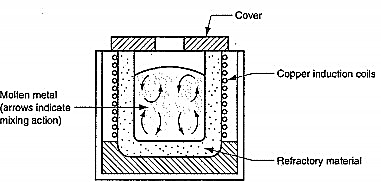 Cover
Copper induction coils
Molten metal
(arrows indicate
mixing action)
Refractory material